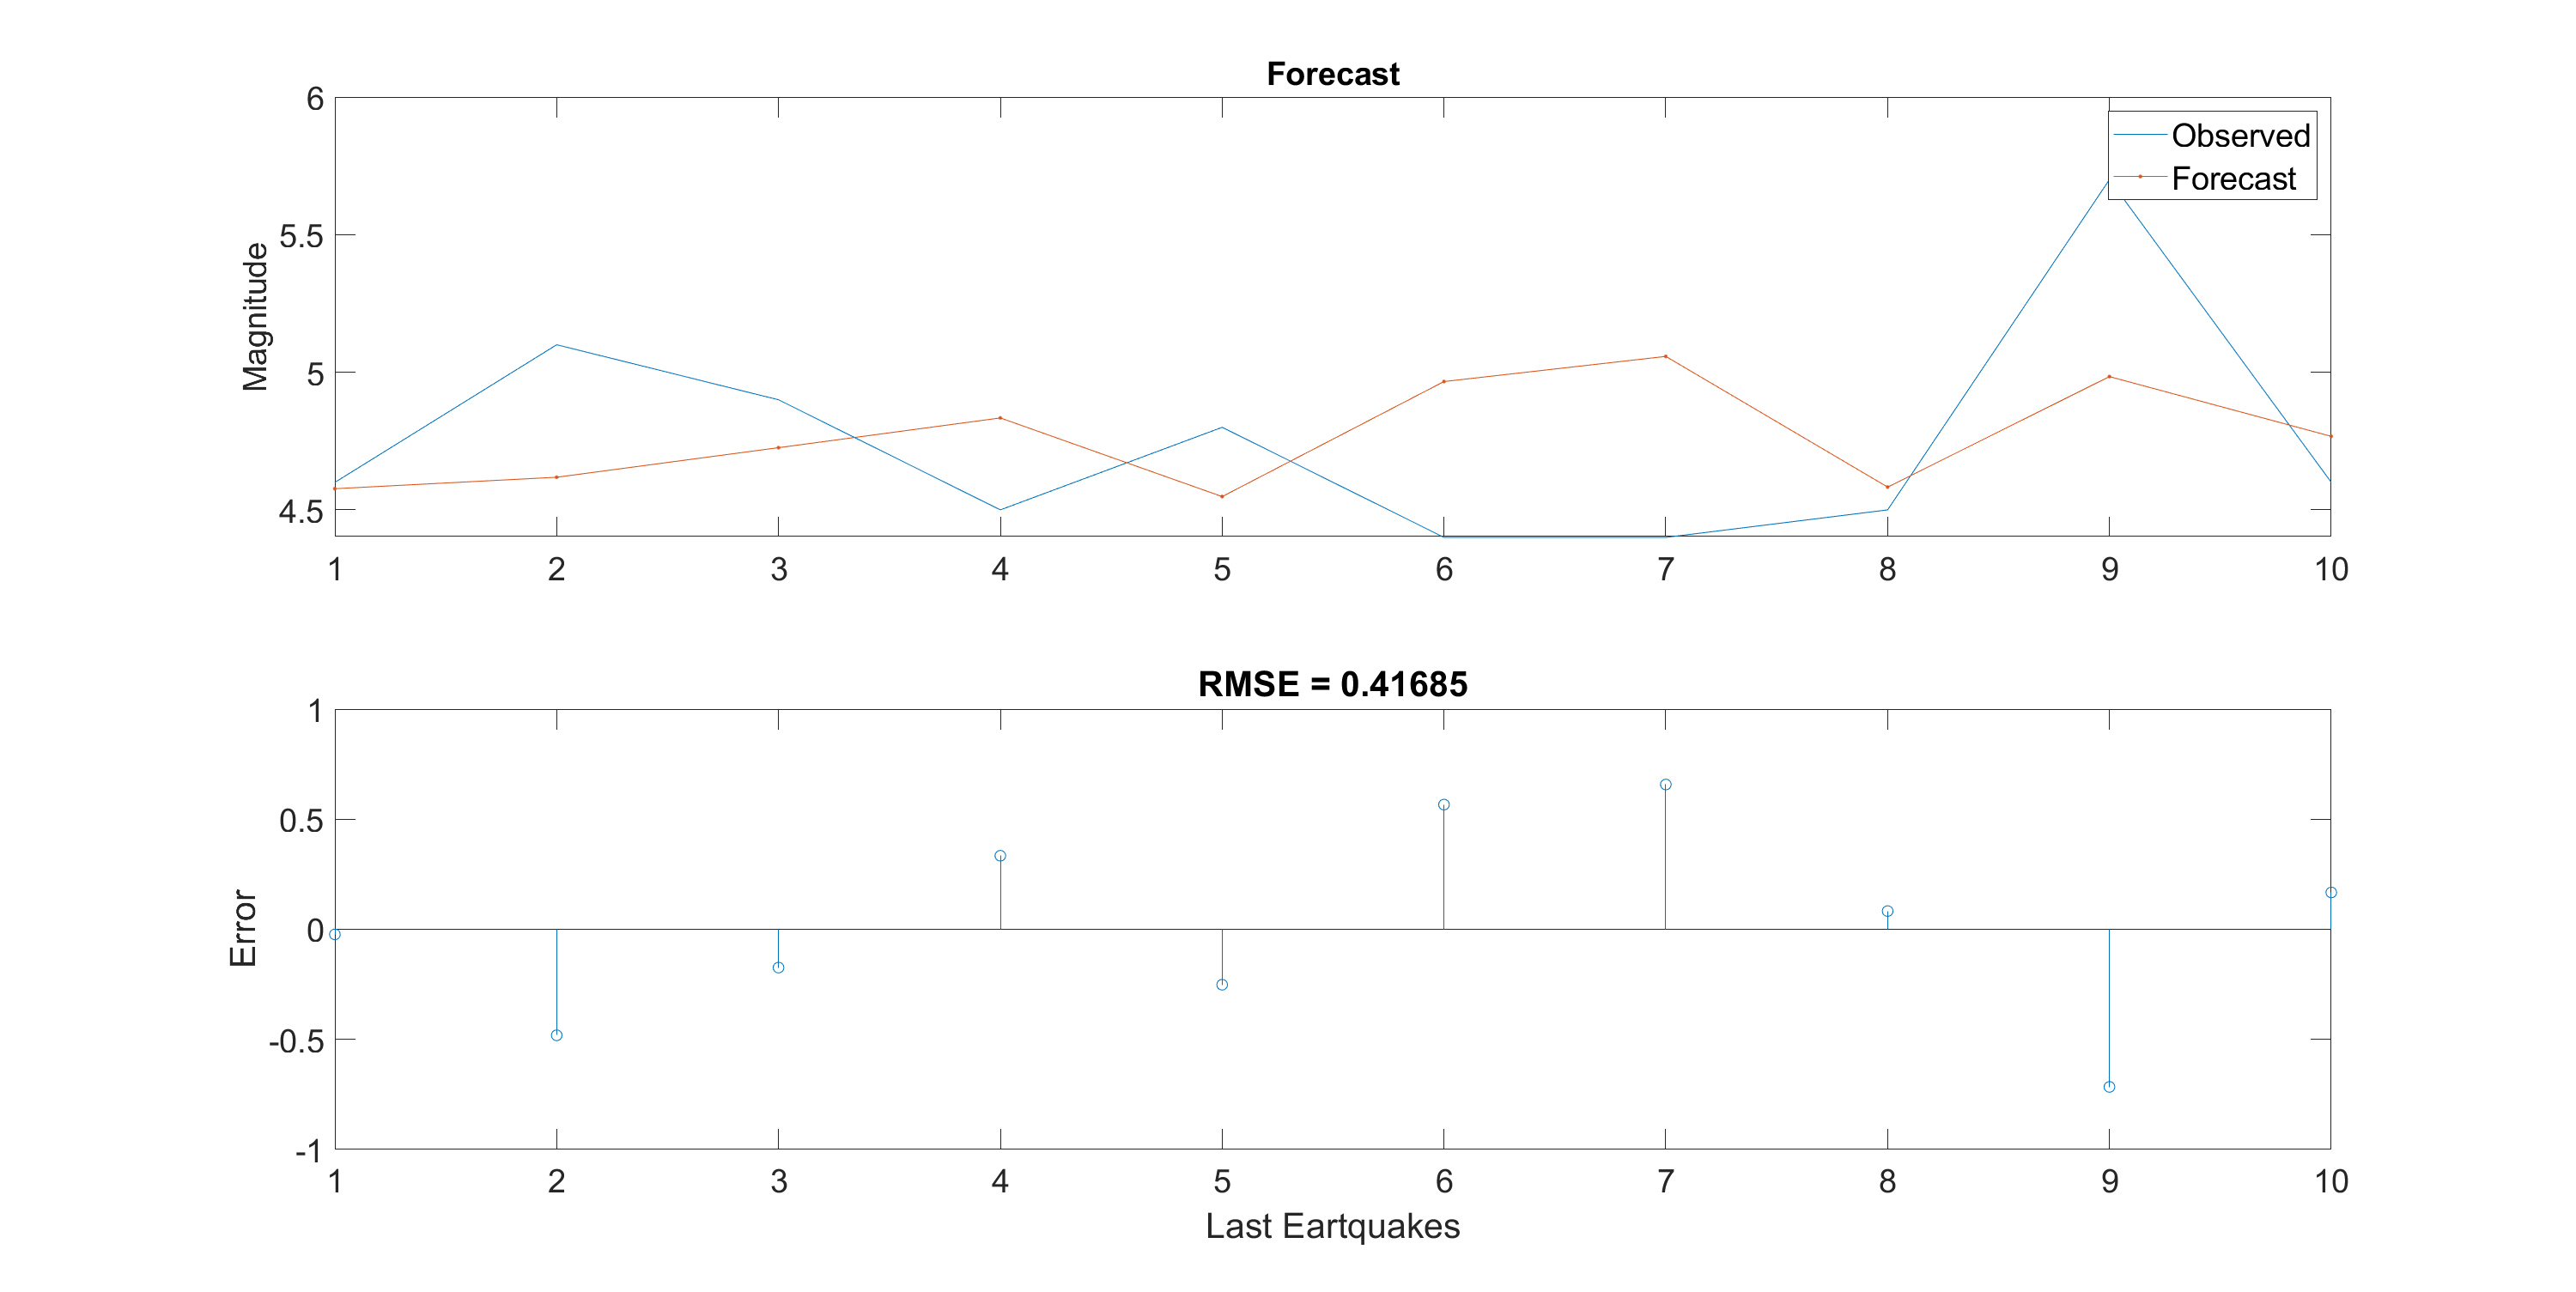 Forecast
6
5.5
5
4.5
Magnitude
Observed
Forecast
1 2 3 4 5 6 7 8 9 10
RMSE = 0.41685
1
0.5
0
-0.5
-1
Error
1 2 3 4 5 6 7 8 9 10
Last Eartquakes